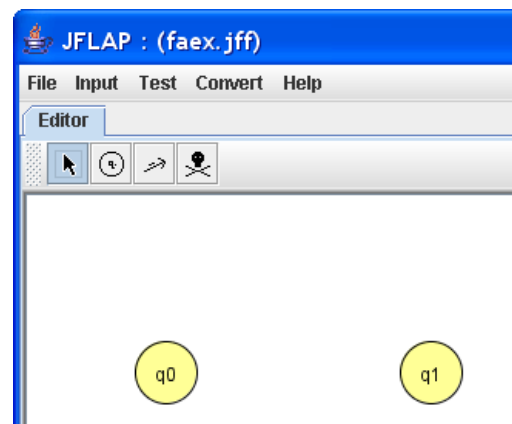 JFLAP : (faex.jff)
File Input Test Convert Help
Editor
q
q0 q1